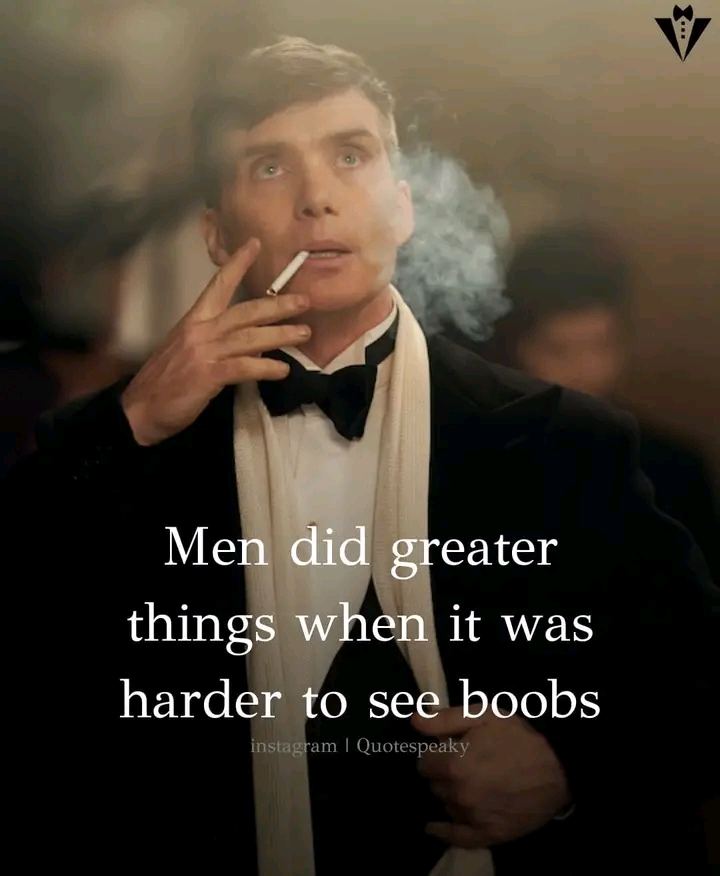 Men did greater
things when it was
harder to see boobs
instagram | Quotespeaky